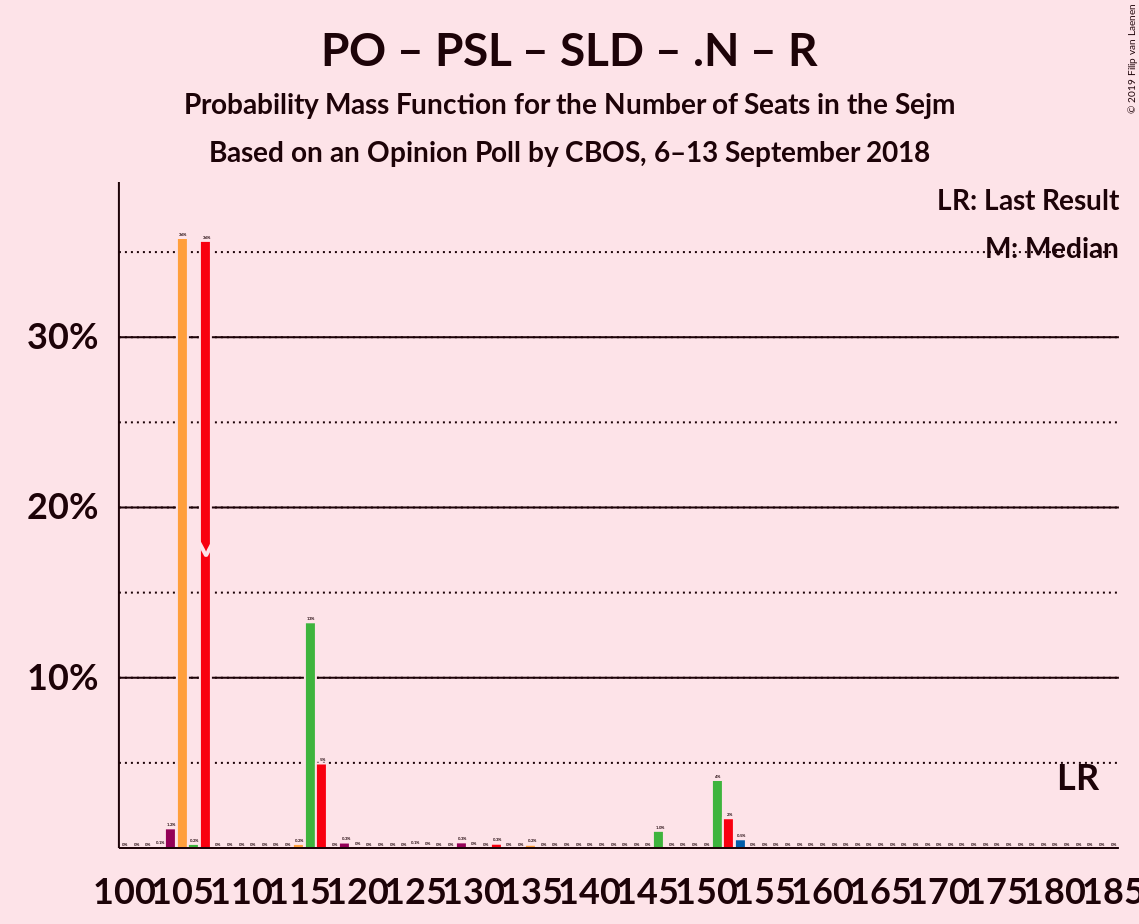 PO – PSL – SLD – .N – R
Probability Mass Function for the Number of Seats in the Sejm
Based on an Opinion Poll by CBOS, 6–13 September 2018
© 2019 Filip van Laenen
LR: Last Result
M: Median
30%
20%
10%
M
LR
100 105 110 115 120 125 130 135 140 145 150 155 160 165 170 175 180 185